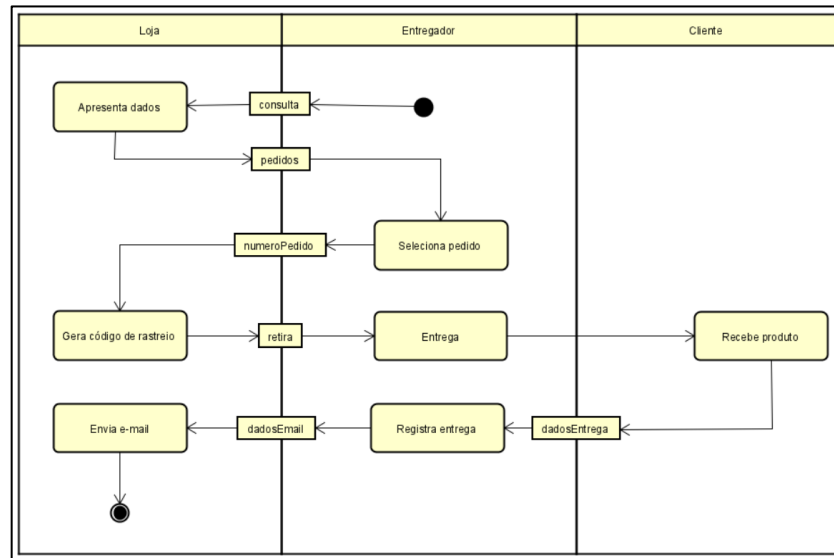 Loja
Entregador
Cliente
Apresenta dados
consulta
pedidos
numeroPedido
Seleciona pedido
Gera código de rastreio
retira
Entrega
Recebe produto
Envia e-mail
dadosEmail
Registra entrega
dadosEntrega